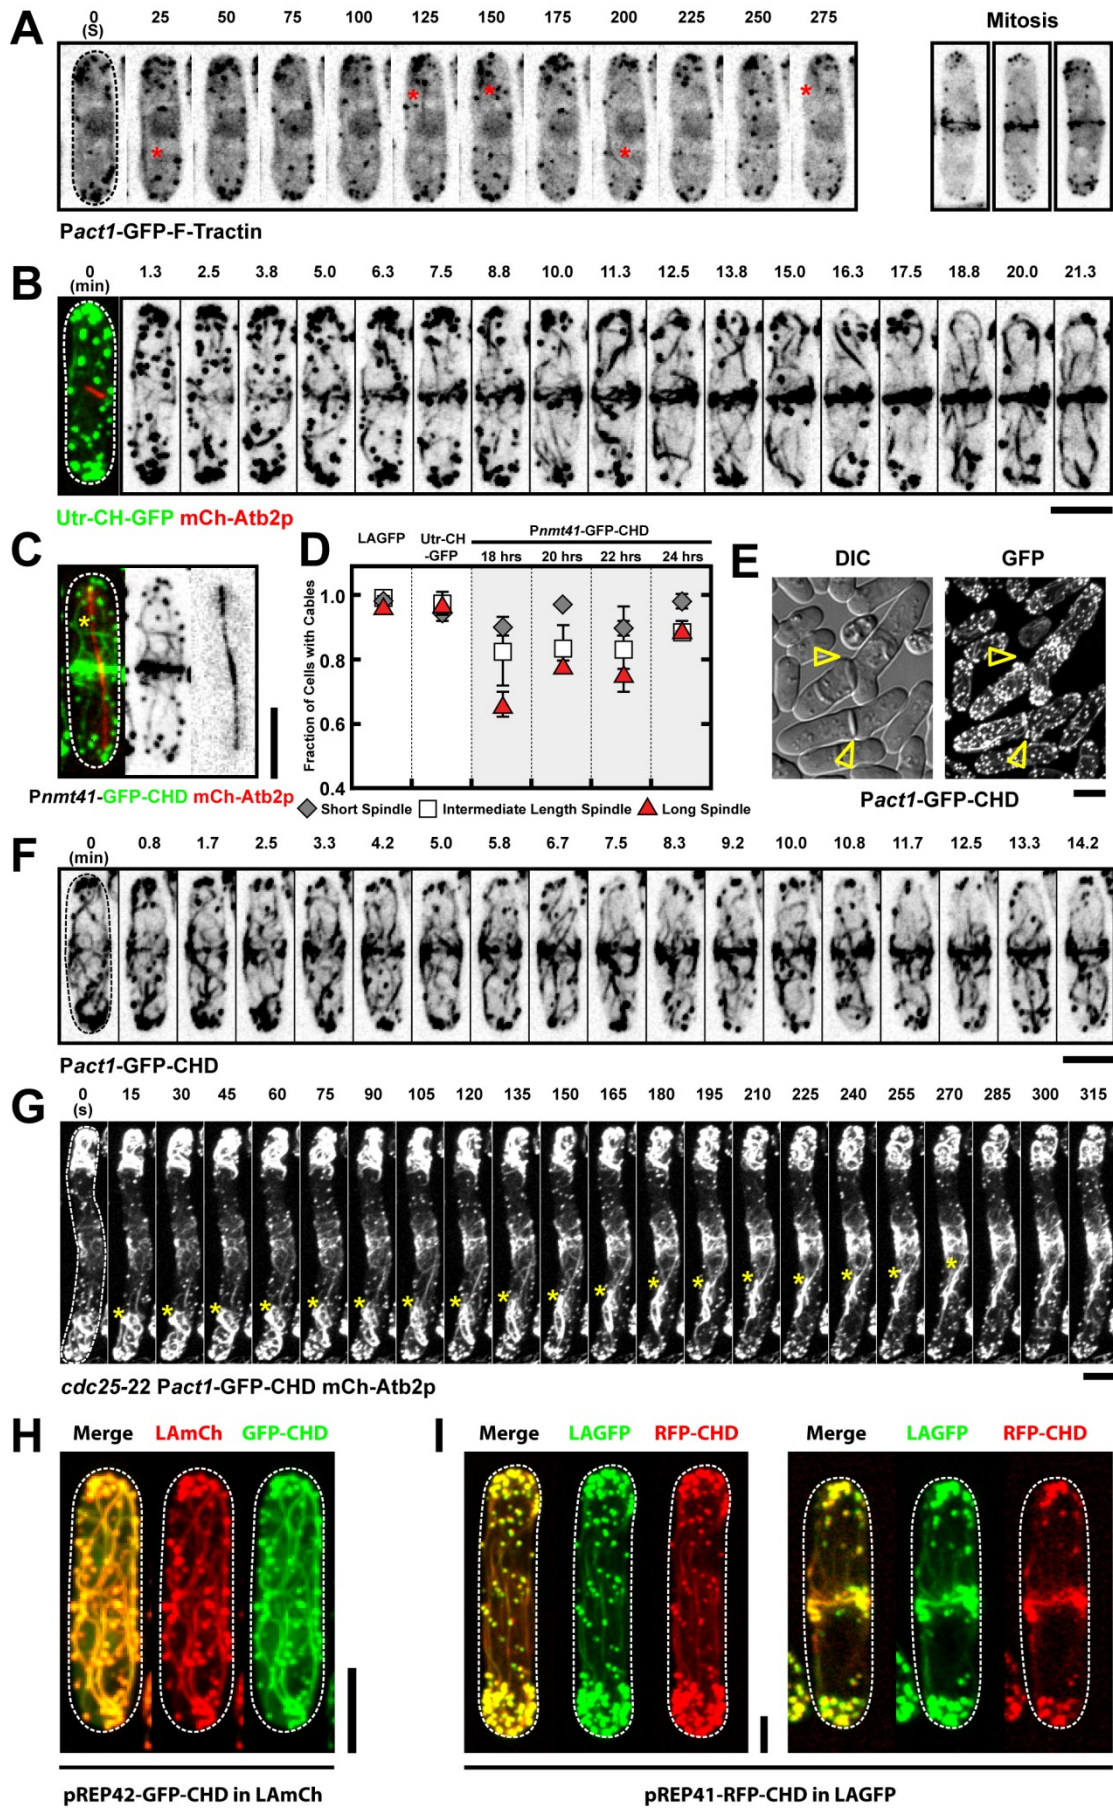 A
0 25 50 75 100 125 150 175 200 225 250 275
(S)
Mitosis
Pact1-GFP-F-Tractin
B
0 1.3 2.5 3.8 5.0 6.3 7.5 8.8 10.0 11.3 12.5 13.8 15.0 16.3 17.5 18.8 20.0 21.3
(min)
Utr-CH-GFP mCh-Atb2p
C
Pnmt41-GFP-CHD mCh-Atb2p
D
LAGFP
Utr-CH
-GFP
Pnmt41-GFP-CHD
18 hrs 20 hrs 22 hrs 24 hrs
Fraction of Cells with Cables
1.0
0.8
0.6
0.4
Short Spindle Intermediate Length Spindle Long Spindle
E
DIC GFP
Pact1-GFP-CHD
F
0 0.8 1.7 2.5 3.3 4.2 5.0 5.8 6.7 7.5 8.3 9.2 10.0 10.8 11.7 12.5 13.3 14.2
(min)
Pact1-GFP-CHD
G
0 15 30 45 60 75 90 105 120 135 150 165 180 195 210 225 240 255 270 285 300 315
(s)
cdc25-22 Pact1-GFP-CHD mCh-Atb2p
H
Merge LAmCh GFP-CHD
pREP42-GFP-CHD in LAmCh
I
Merge LAGFP RFP-CHD
Merge LAGFP RFP-CHD
pREP41-RFP-CHD in LAGFP